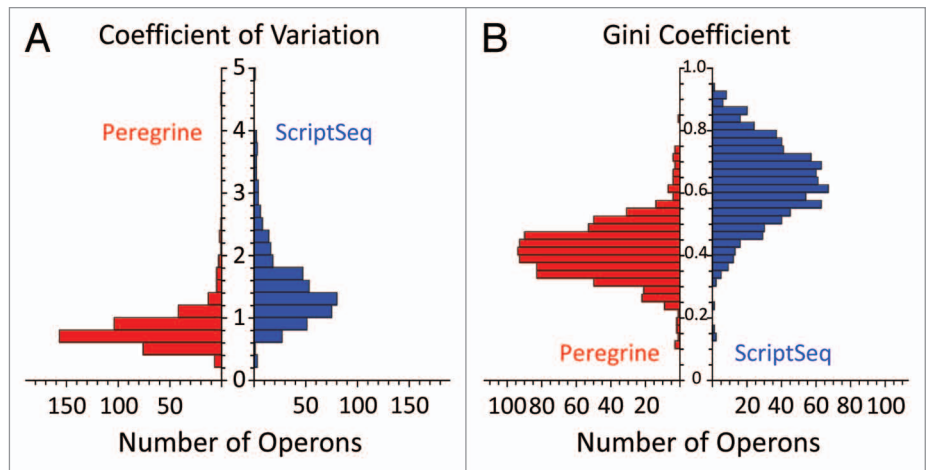 A Coefficient of Variation
5
Peregrine 4 ScriptSeq
3
2
1
0
150 100 50 50 100 150
Number of Operons
B Gini Coefficient
1.0
0.8
0.6
0.4
0.2
Peregrine ScriptSeq
0
100 80 60 40 20 20 40 60 80 100
Number of Operons